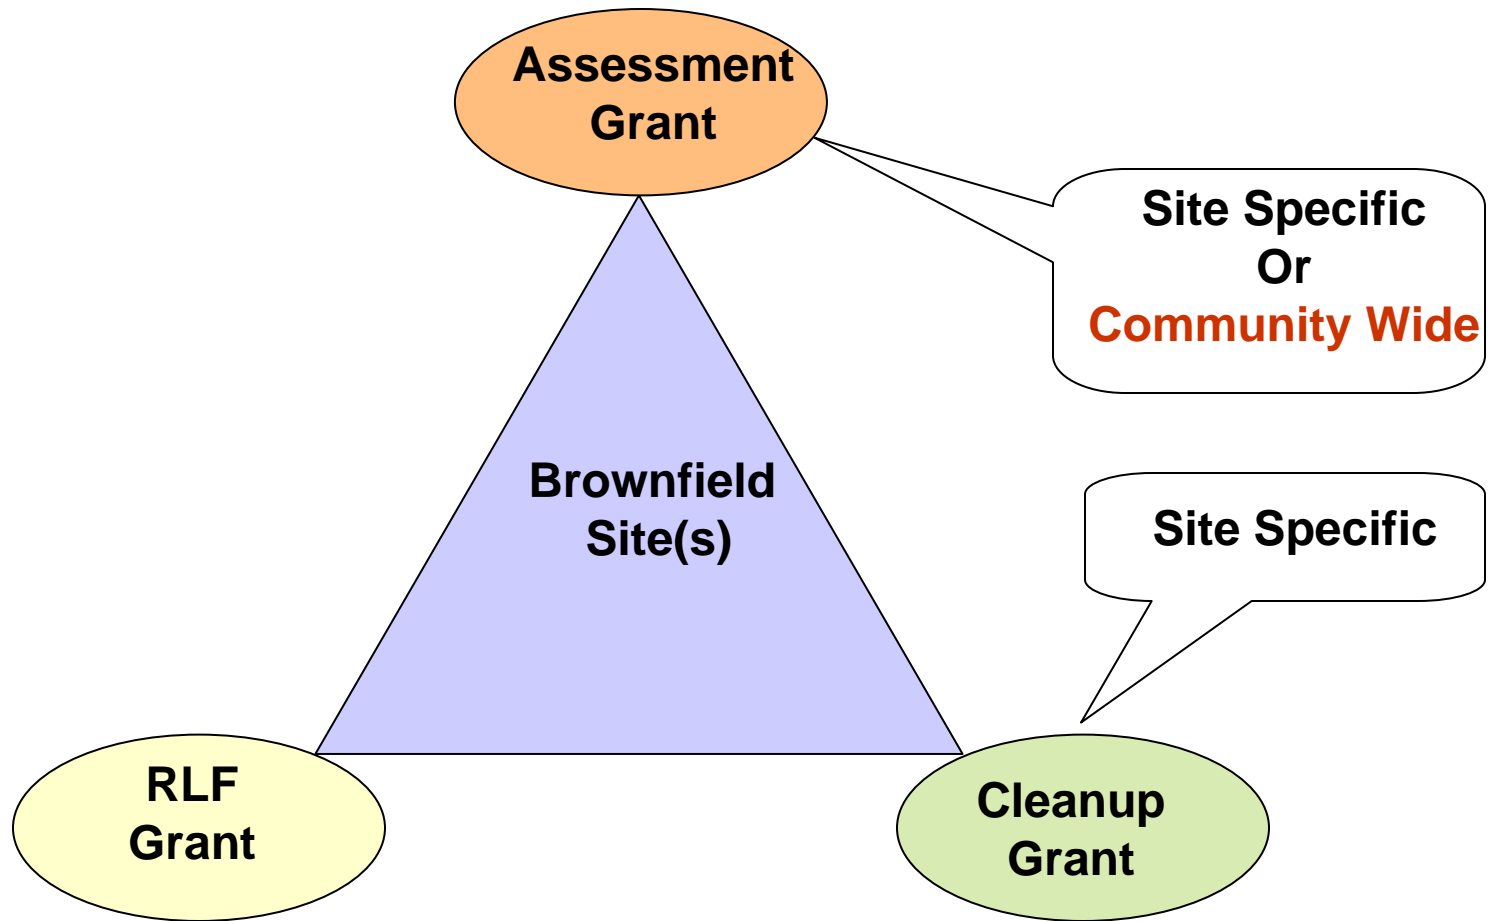 Assessment
Grant
Site Specific
Or
Community Wide
Brownfield
Site(s)
Site Specific
RLF
Grant
Cleanup
Grant